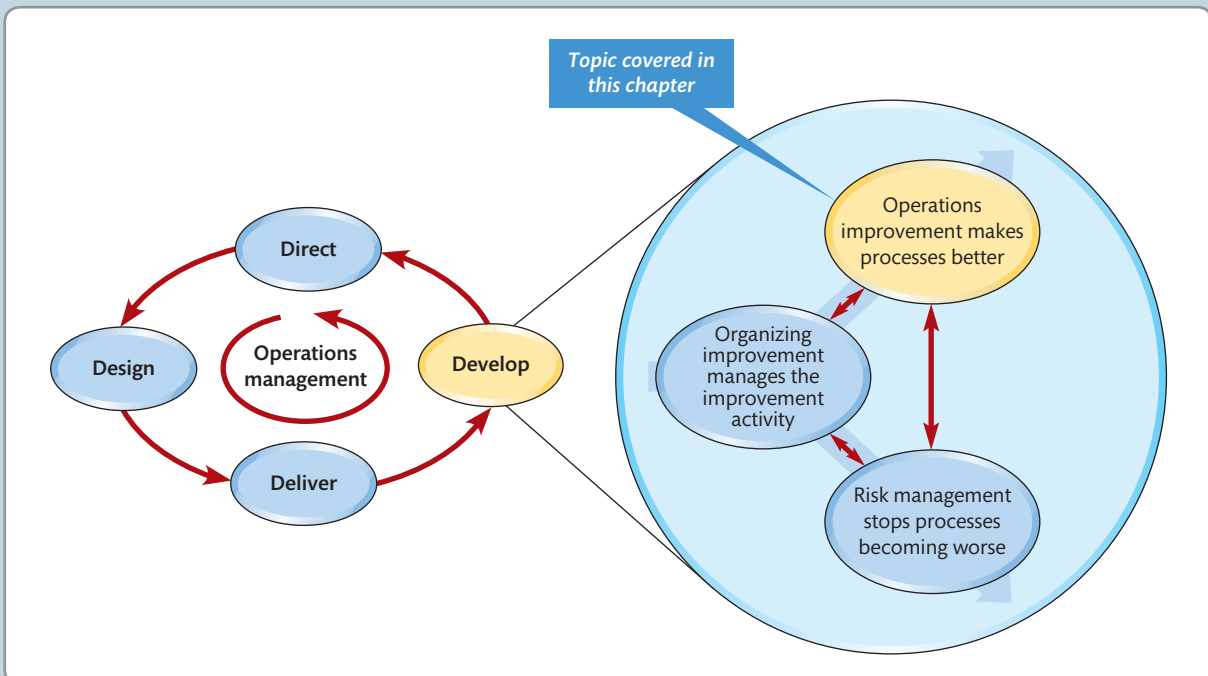 Topic covered in
this chapter
Direct
Design
Operations
management
Develop
Deliver
Operations
improvement makes
processes better
Organizing
improvement
manages the
improvement
activity
Risk management
stops processes
becoming worse